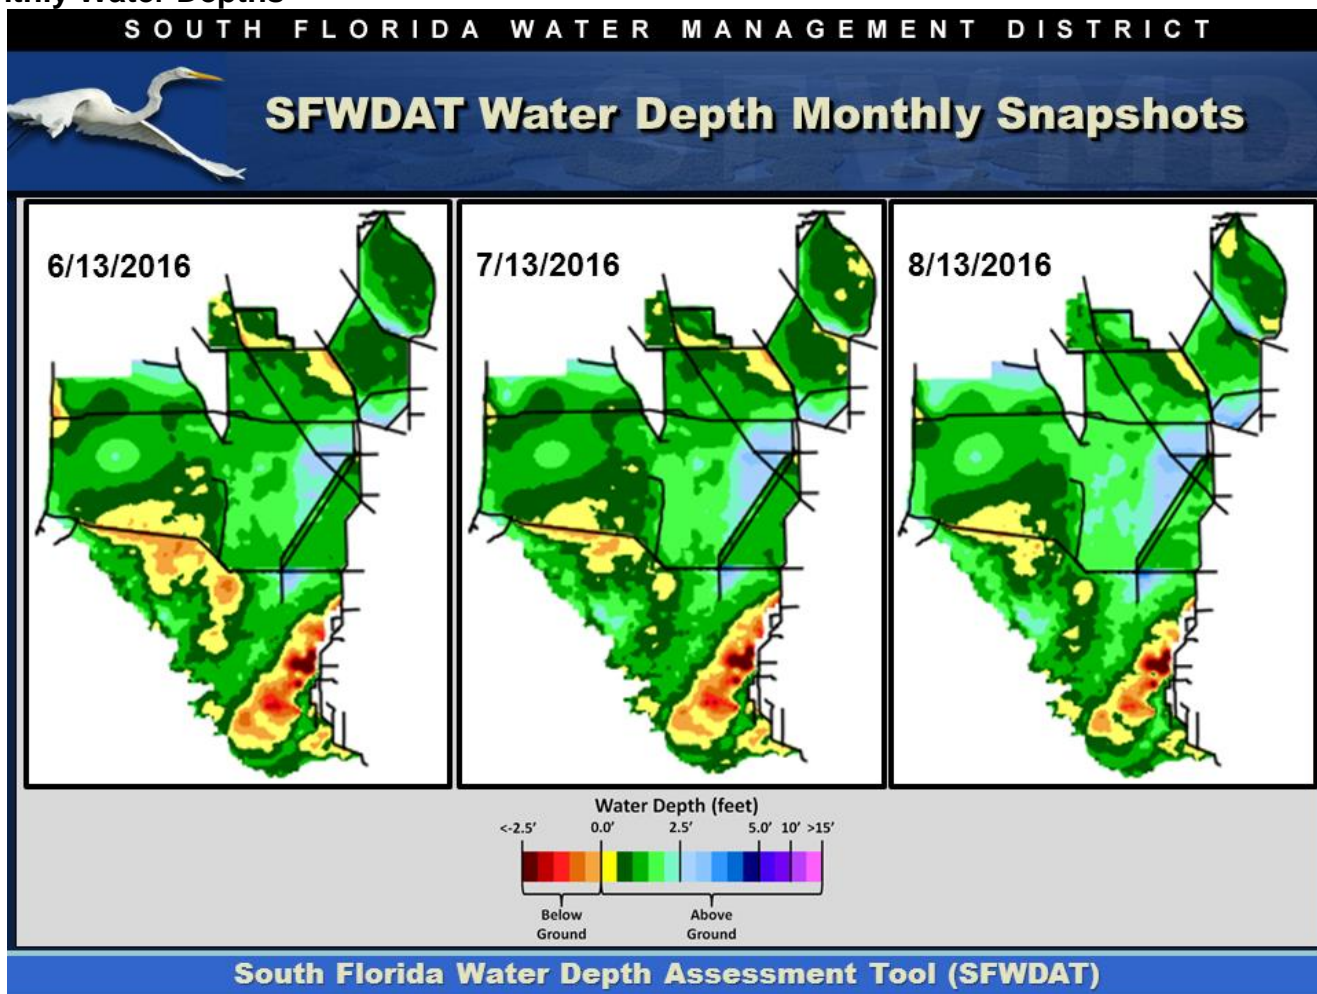 Water Depths
SOUTH FLORIDA WATER MANAGEMENT DISTRICT
SFWDAT Water Depth Monthly Snapshots
6/13/2016
7/13/2016
8/13/2016
Water Depth (feet)
<-2.5’ 0.0’ 2.5’ 5.0’ 10’ >15’
Below
Ground
Above
Ground
South Florida Water Depth Assessment Tool (SFWDAT)